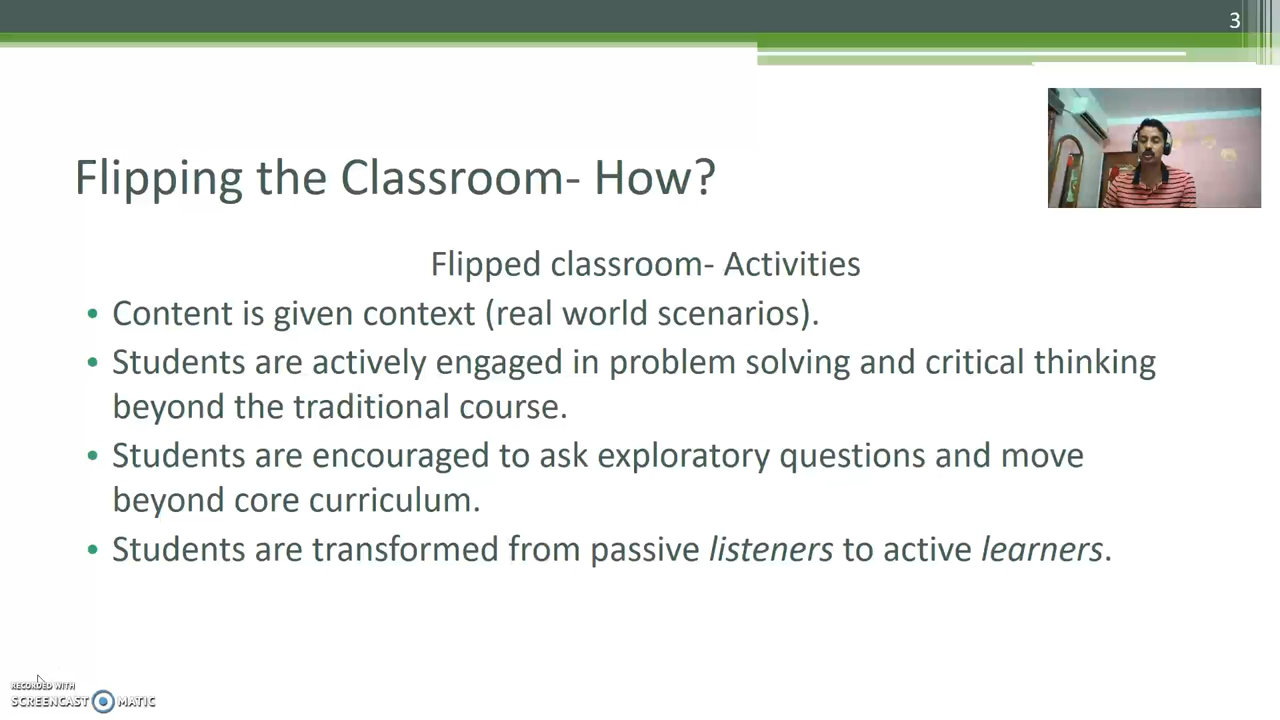 3
Flipping the Classroom- How?
Flipped classroom- Activities
• Content is given context (real world scenarios).
• Students are actively engaged in problem solving and critical thinking
beyond the traditional course.
• Students are encouraged to ask exploratory questions and move
beyond core curriculum.
• Students are transformed from passive listeners to active learners.
RECORDED WITH
SCREENCAST MATIC